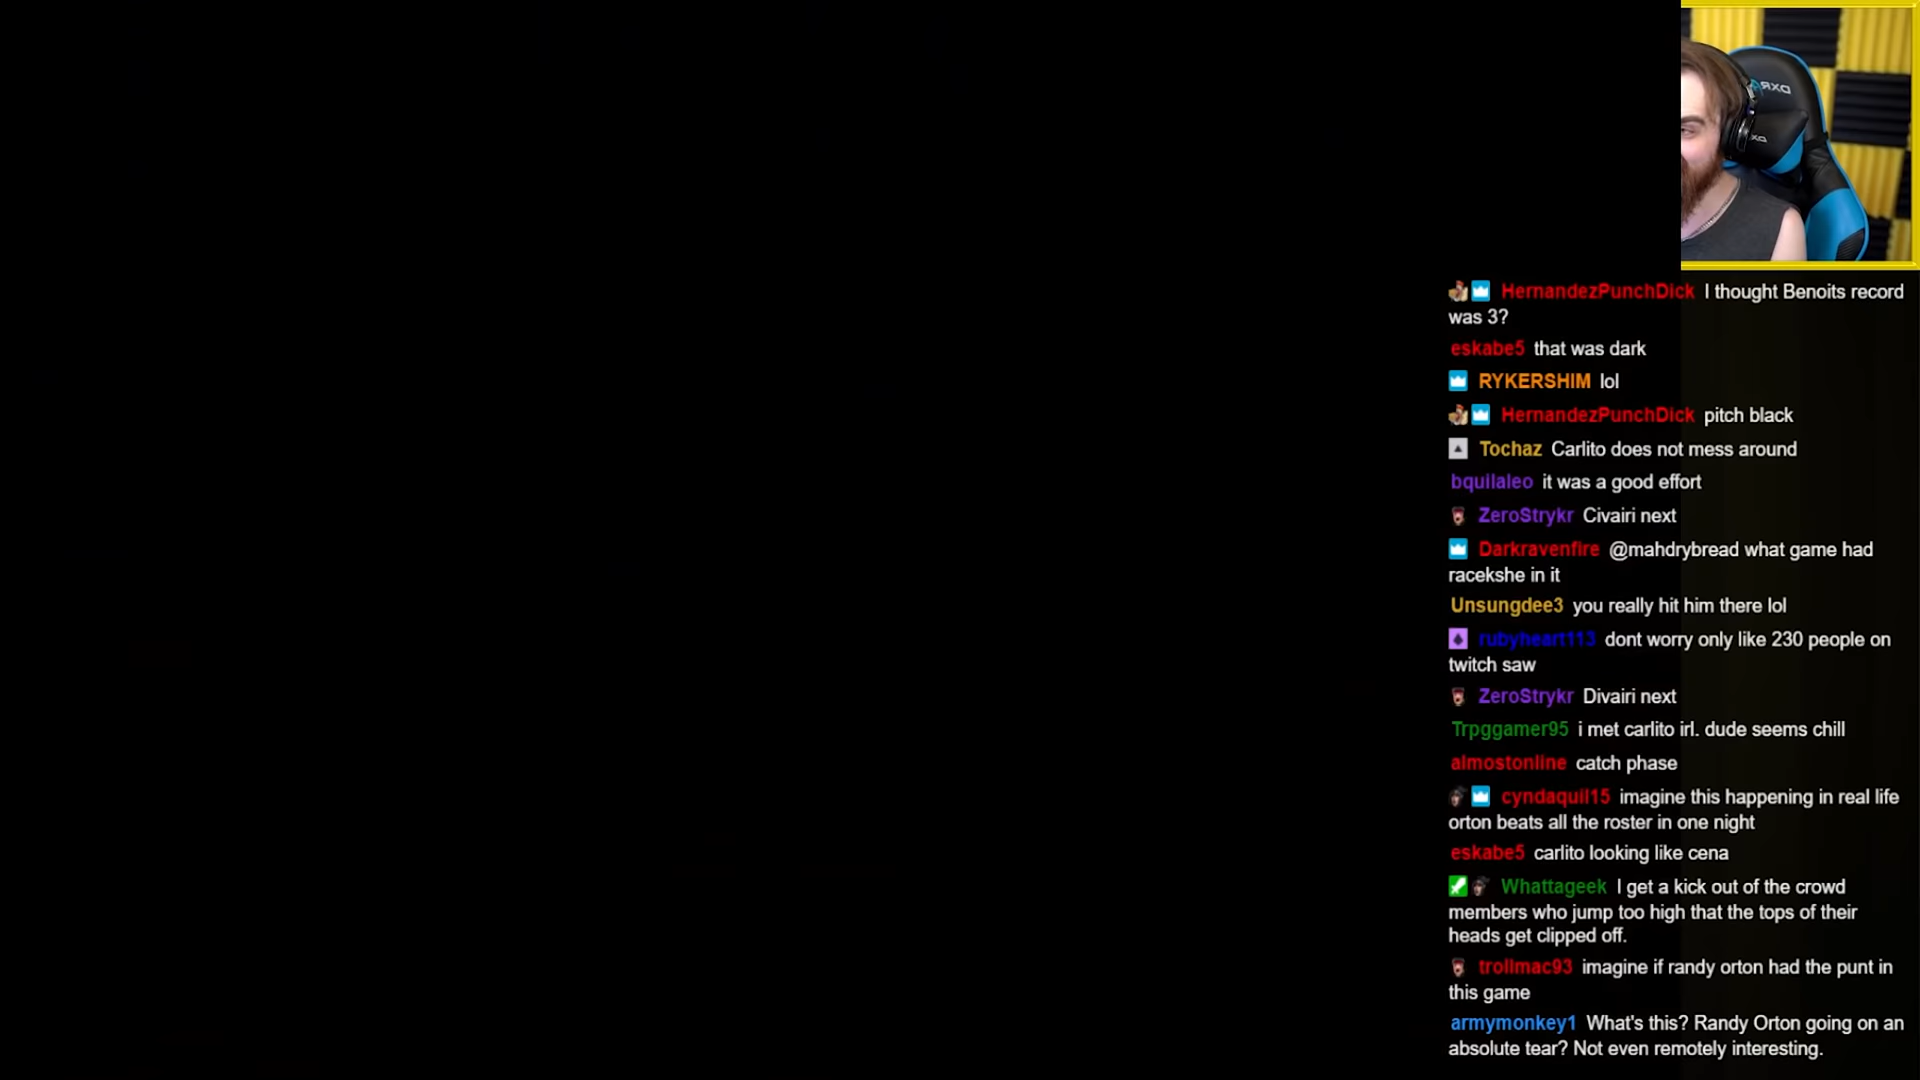 DXR
DX
HernandezPunchDick I thought Benoits record
was 3?
eskabe5 that was dark
RYKERSHIM lol
HernandezPunchDick pitch black
Tochaz Carlito does not mess around
bquilaleo it was a good effort
ZeroStrykr Civairi next
Darkravenfire @mahdrybread what game had
racekshe in it
Unsungdee3 you really hit him there lol
rubyheart113 dont worry only like 230 people on
twitch saw
ZeroStrykr Divairi next
Trpggamer95 i met carlito irl. dude seems chill
almostonline catch phase
cyndaquil15 imagine this happening in real life
orton beats all the roster in one night
eskabe5 carlito looking like cena
Whattageek I get a kick out of the crowd
members who jump too high that the tops of their
heads get clipped off.
trollmac93 imagine if randy orton had the punt in
this game
armymonkey1 What's this? Randy Orton going on an
absolute tear? Not even remotely interesting.